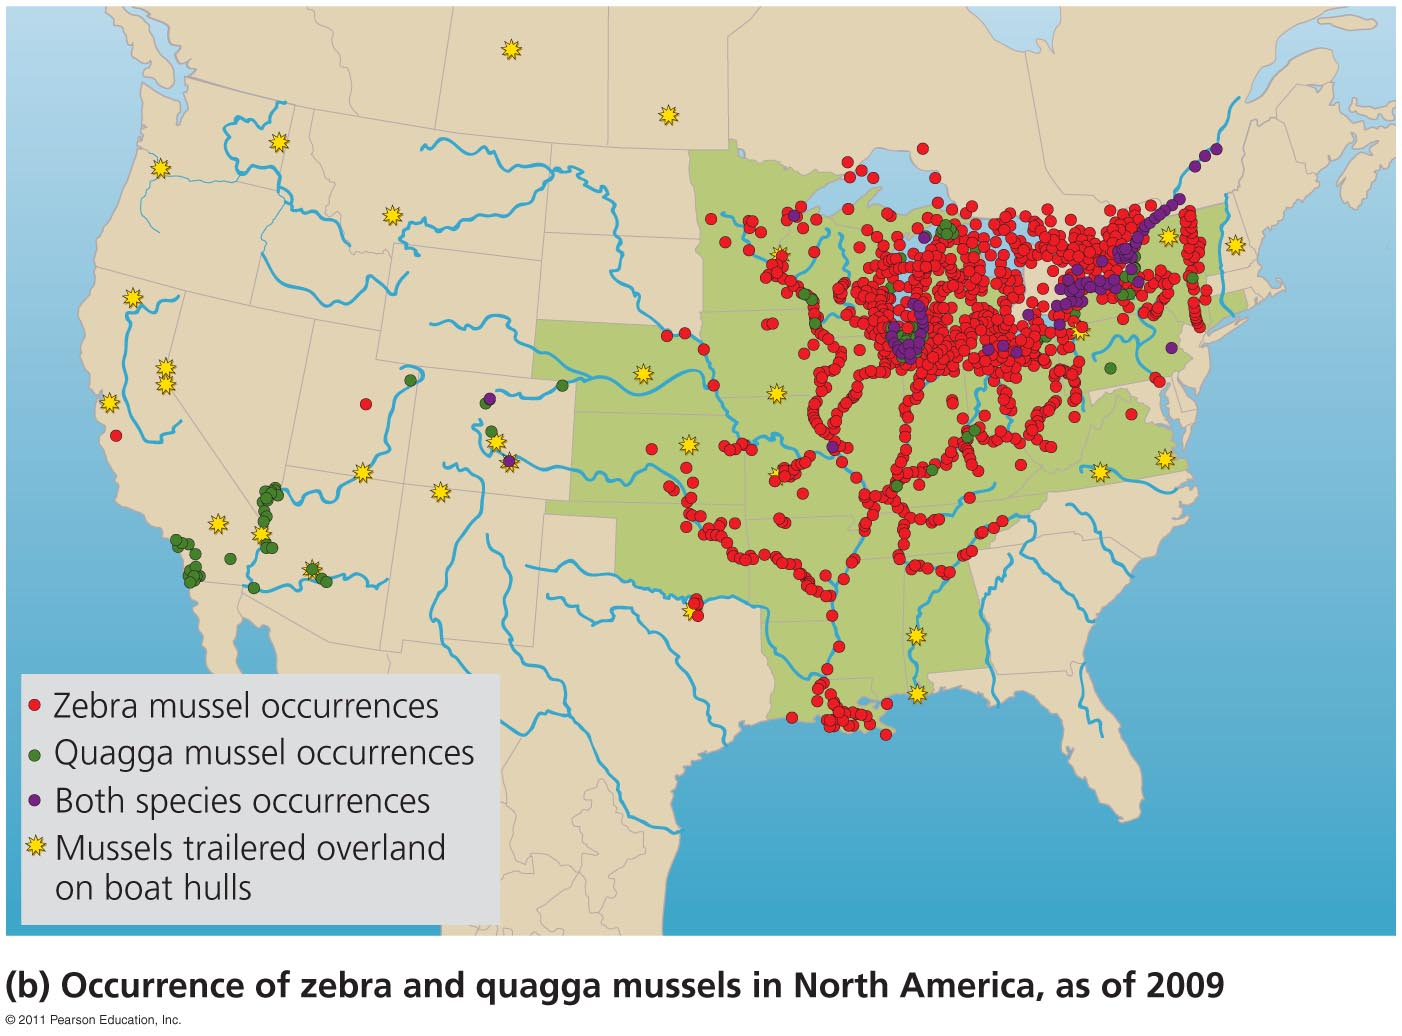 Zebra mussel occurrences
Quagga mussel occurrences
Both species occurrences
Mussels trailered overland
on boat hulls
(b) Occurrence of zebra and quagga mussels in North America, as of 2009
© 2011 Pearson Education, Inc.